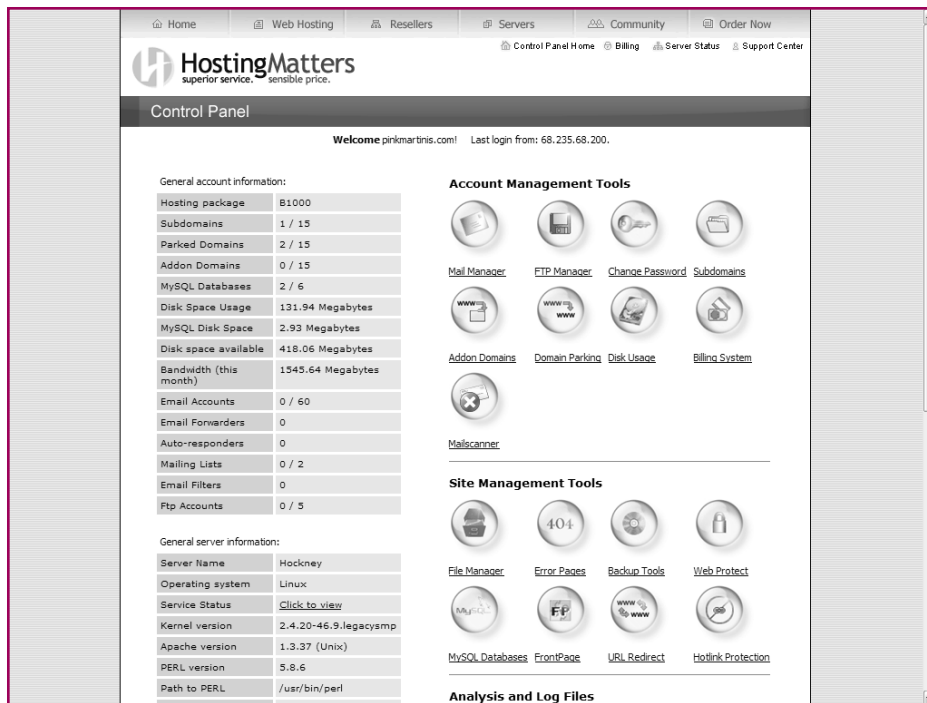 Home Web Hosting Resellers Servers Community Order Now
Control Panel Home Billing Server Status Support Center
HostingMatters
superior service. sensible price.
Control Panel
Welcome pinkmartinis.com! Last login from: 68.235.68.200.
General account information:
Hosting package B1000
Subdomains 1 / 15
Parked Domains 2 / 15
Addon Domains 0 / 15
MySQL Databases 2 / 6
Disk Space Usage 131.94 Megabytes
MySQL Disk Space 2.93 Megabytes
Disk space available 418.06 Megabytes
Bandwidth (this
month) 1545.64 Megabytes
Email Accounts 0 / 60
Email Forwarders 0
Auto-responders 0
Mailing Lists 0 / 2
Email Filters 0
Ftp Accounts 0 / 5
General server information:
Server Name Hockney
Operating system Linux
Service Status Click to view
Kernel version 2.4.20-46.9.legacysmp
Apache version 1.3.37 (Unix)
PERL version 5.8.6
Path to PERL /usr/bin/perl
Account Management Tools
Mail Manager FTP Manager Change Password Subdomains
www www
www
Addon Domains Domain Parking Disk Usage Billing System
Mailscanner
Site Management Tools
404
File Manager Error Pages Backup Tools Web Protect
MySQL FP www
www
MySQL Databases FrontPage URL Redirect Hotlink Protection
Analysis and Log Files